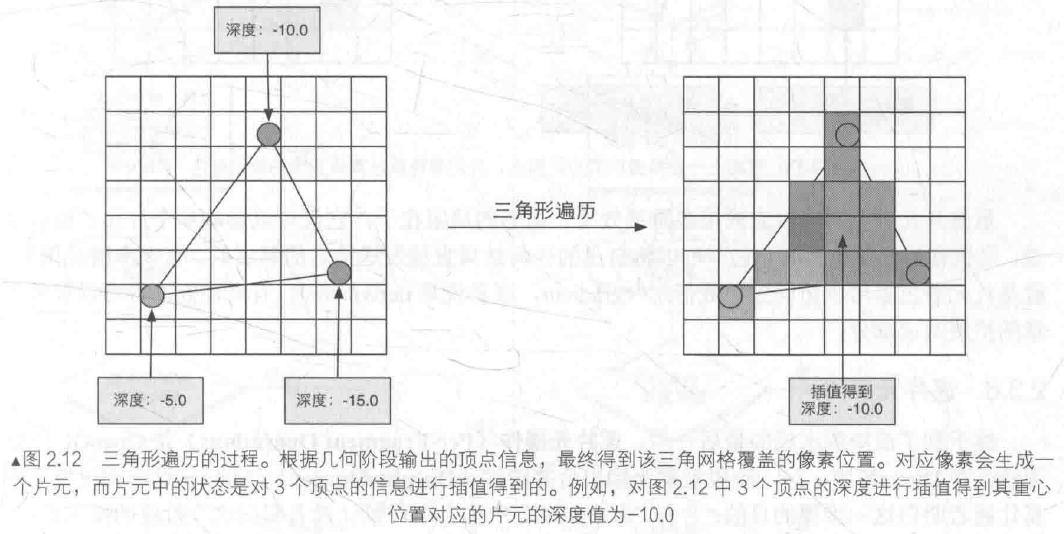 深度：-10.0
三角形遍历
深度：-5.0
深度：-15.0
插值得到
深度：-10.0
▲图2.12 三角形遍历的过程。根据几何阶段输出的顶点信息，最终得到该三角网格覆盖的像素位置。对应像素会生成一
个片元，而片元中的状态是对3个顶点的信息进行插值得到的。例如，对图2.12中3个顶点的深度进行插值得到其重心
位置对应的片元的深度值为-10.0